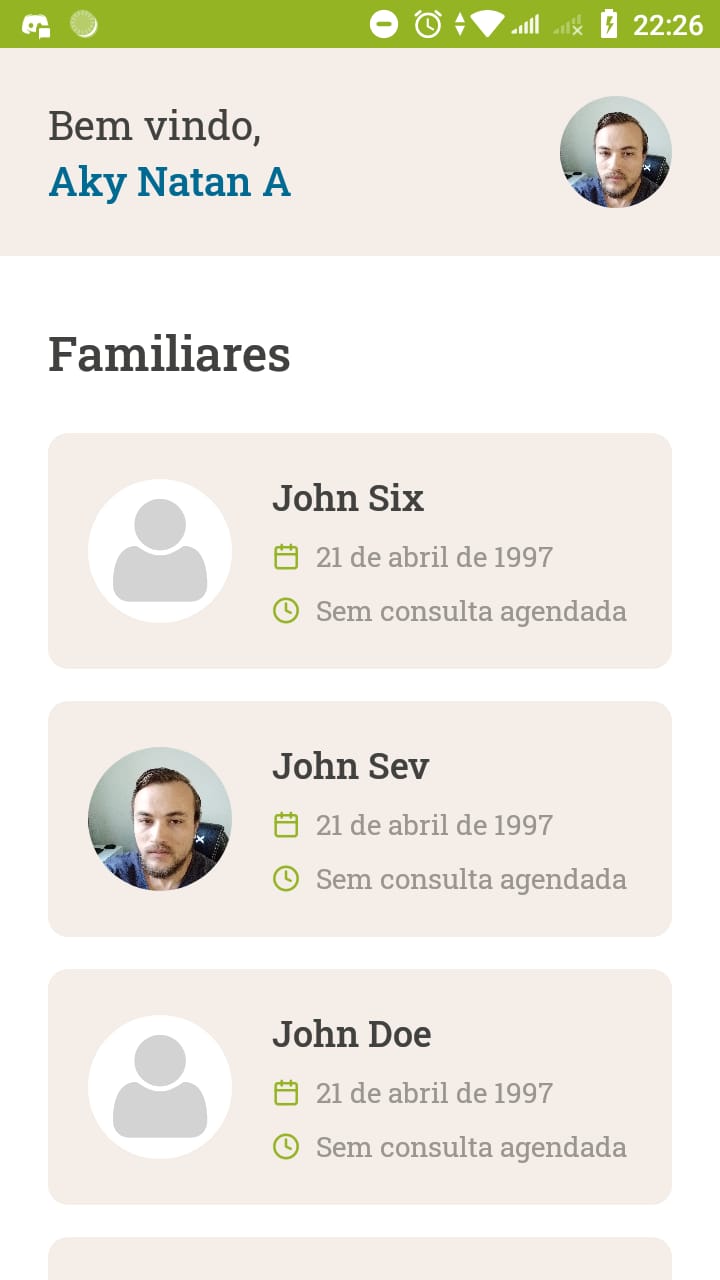 22:26
Bem vindo,
Aky Natan A
Familiares
John Six
21 de abril de 1997
Sem consulta agendada
John Sev
21 de abril de 1997
Sem consulta agendada
John Doe
21 de abril de 1997
Sem consulta agendada